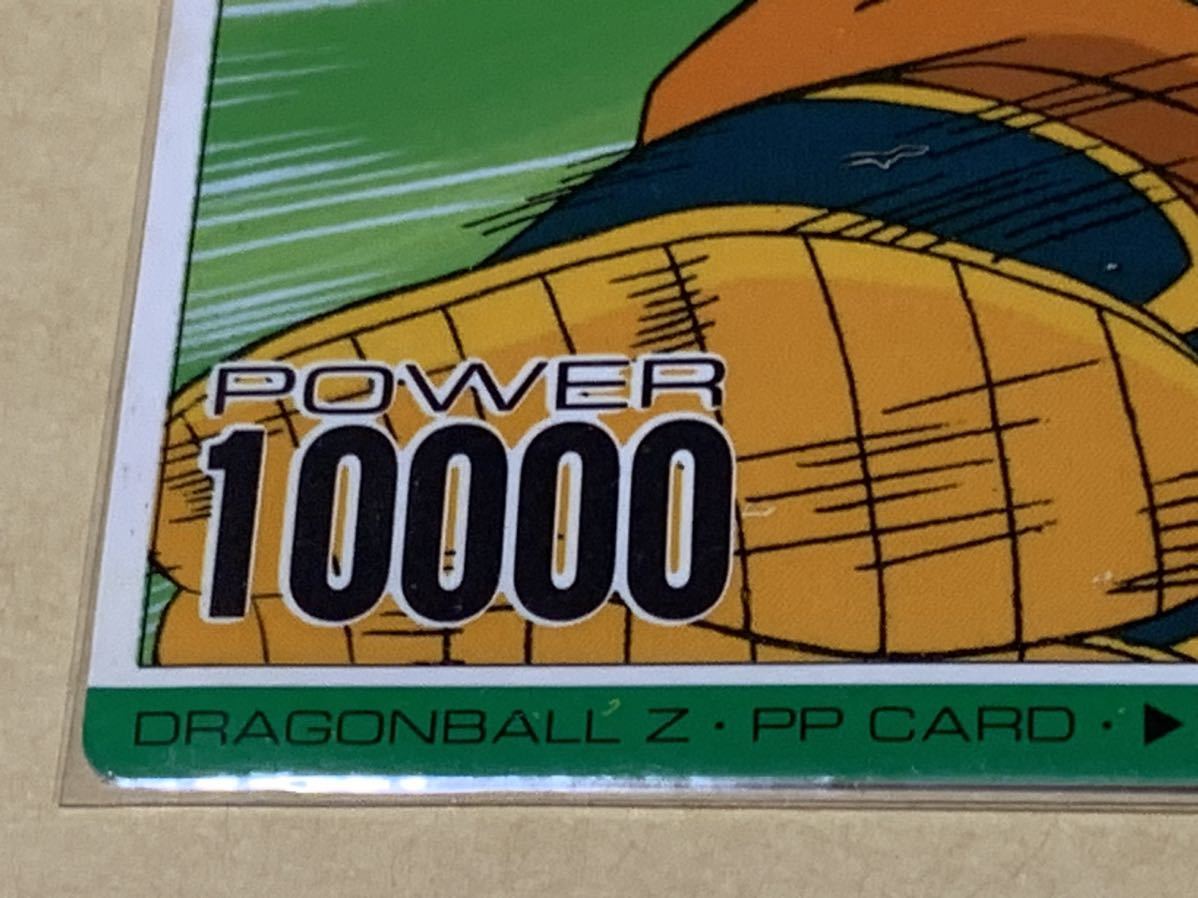 POWER
10000
DRAGONBALL Z · PP CARD · ▶